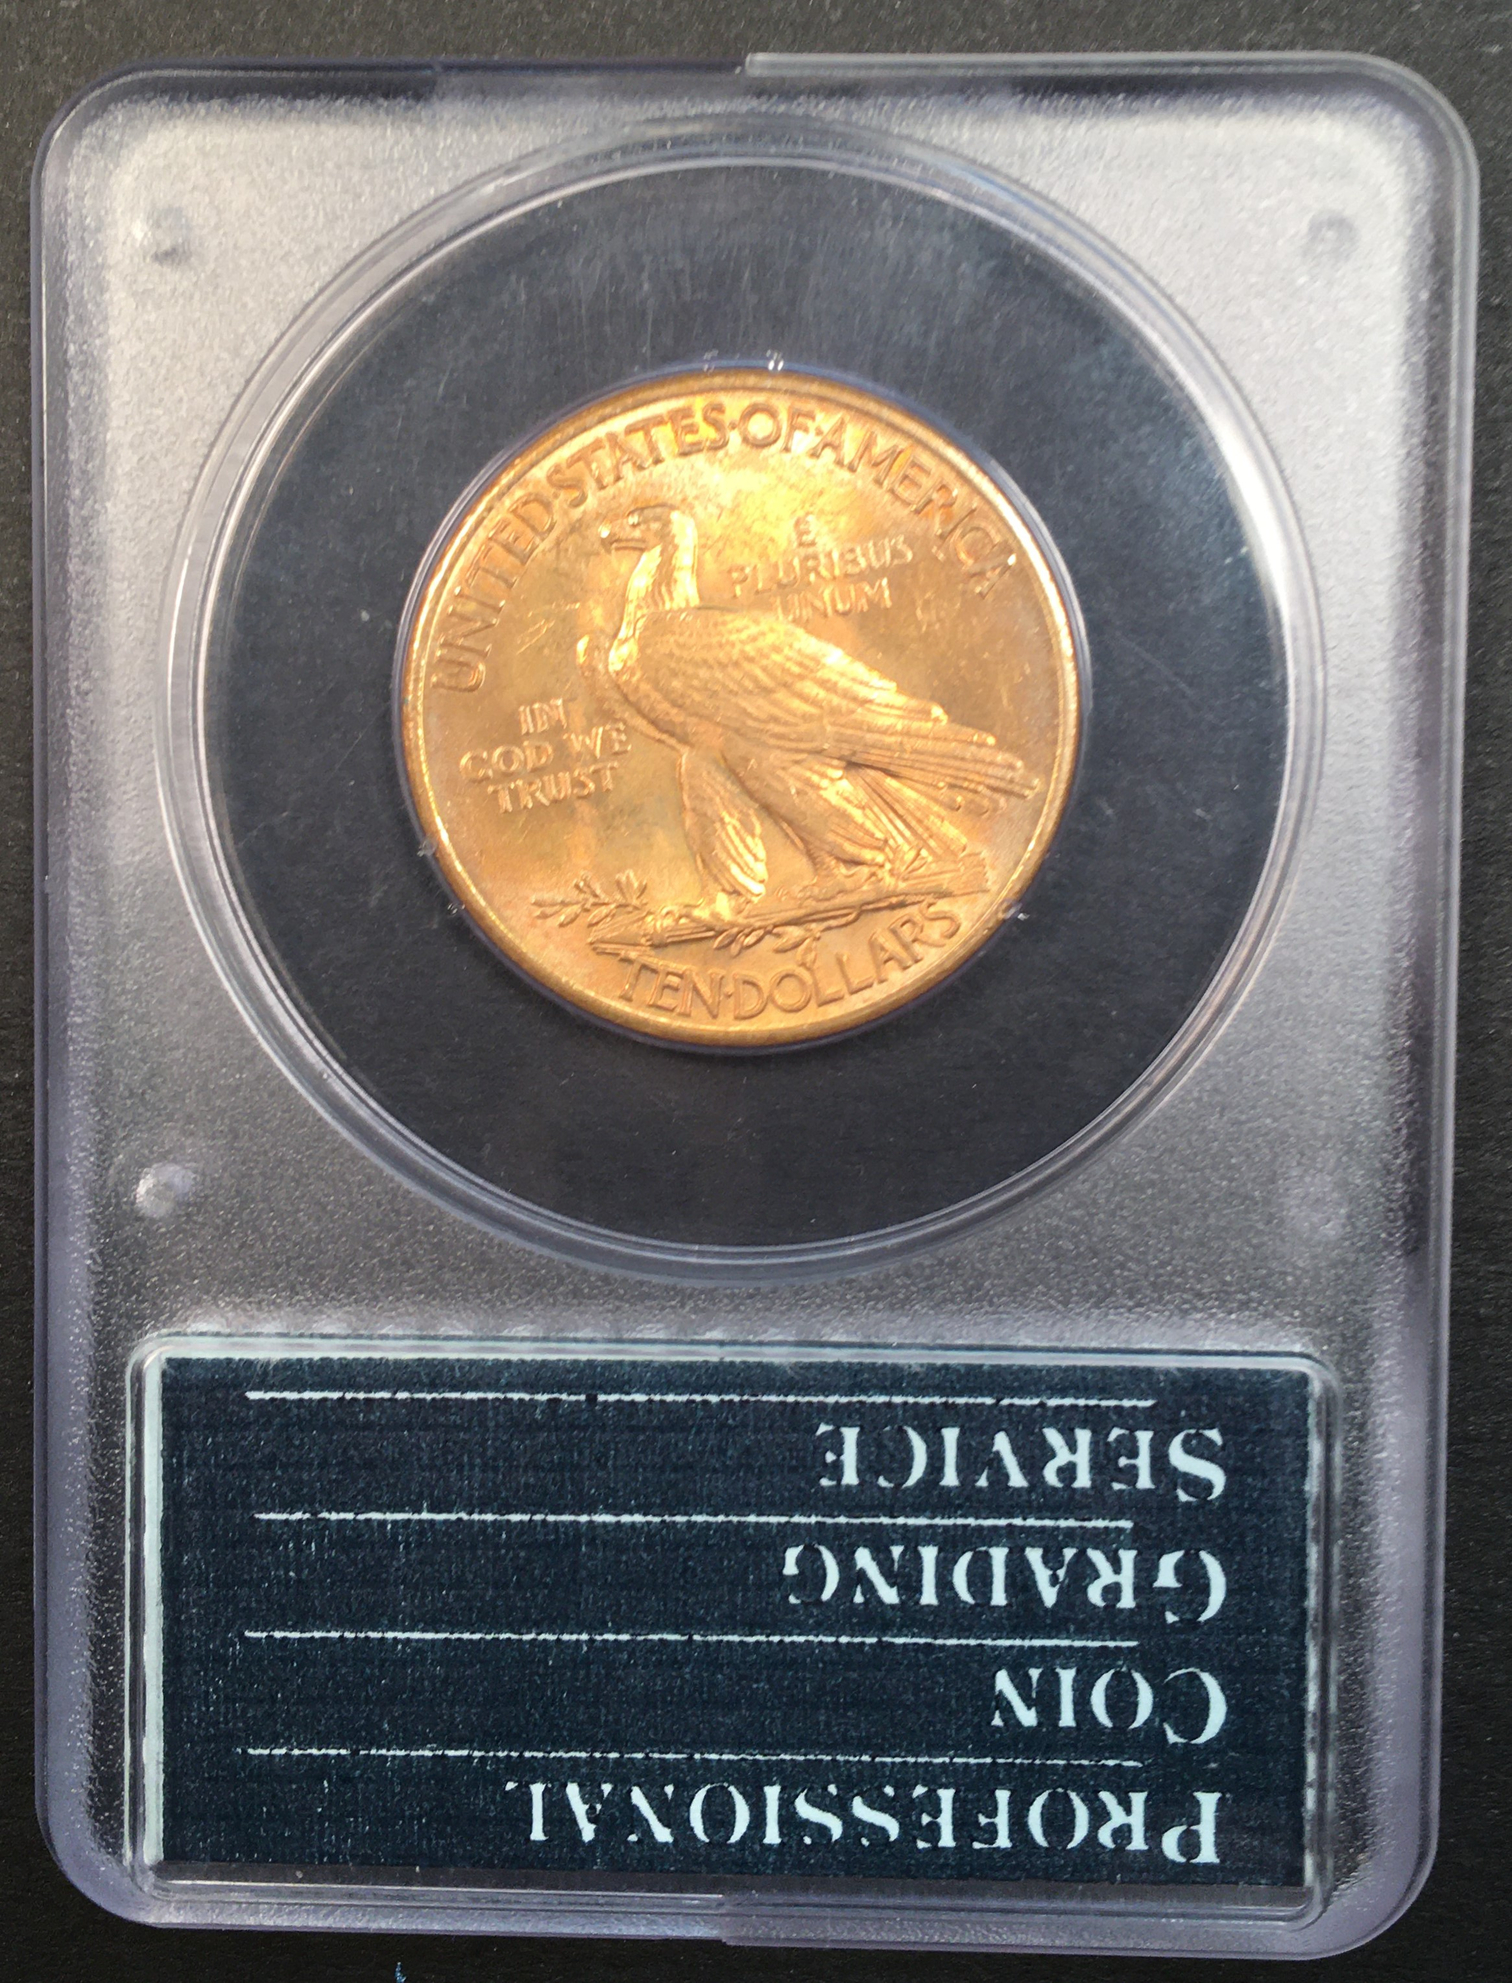 UNITED·STATES·OF·AMERICA
E
PLURIBUS
UNUM
IN
GOD WE
TRUST
TEN·DOLLARS
PROFESSIONAL
COIN
GRADING
SERVICE